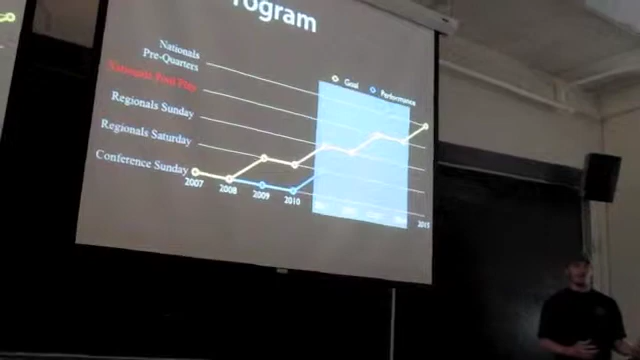 rogram
Goal
Performance
Nationals
Pre-Quarters
Nationals Pool Play
Regionals Sunday
Regionals Saturday
Conference Sunday
2007
2008
2009
2010
2015